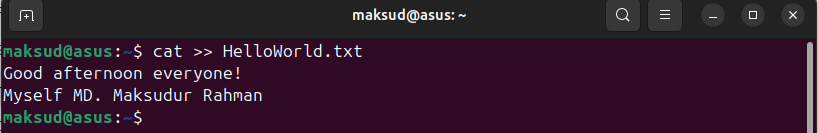 maksud@asus: ~
maksud@asus:~$ cat >> HelloWorld.txt
Good afternoon everyone!
Myself MD. Maksudur Rahman
maksud@asus:~$